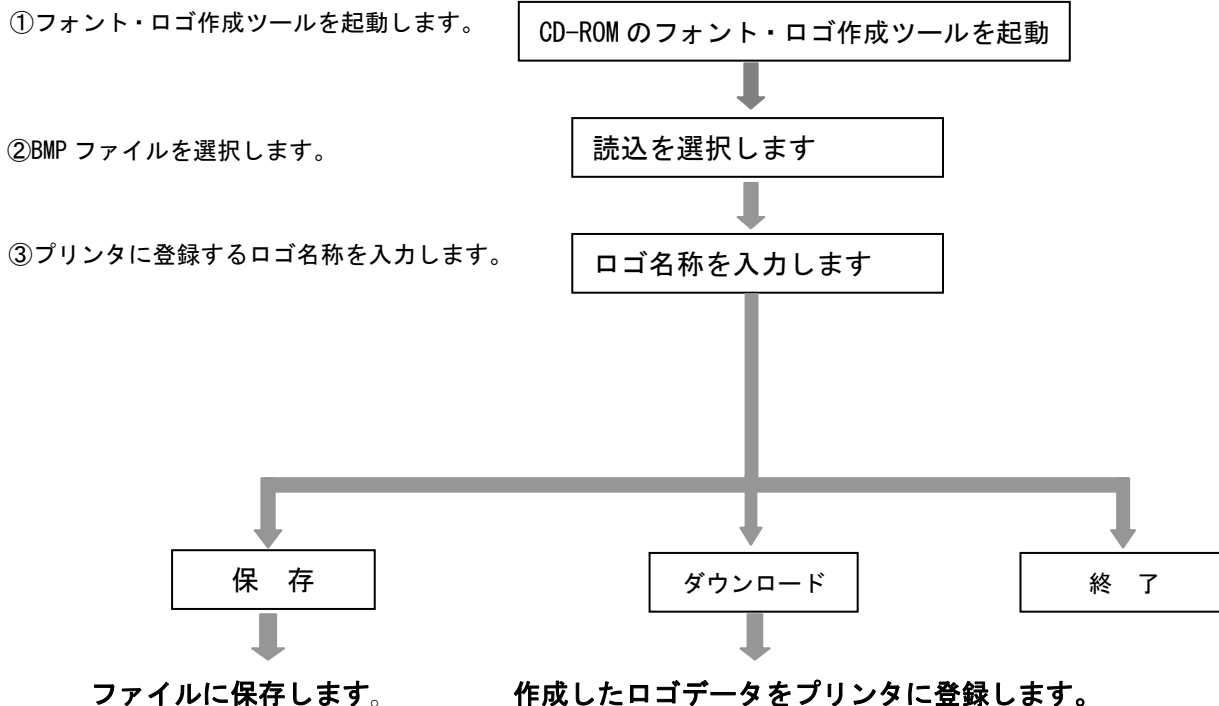 ①フォント・ロゴ作成ツールを起動します。
CD-ROM のフォント・ロゴ作成ツールを起動
②BMP ファイルを選択します。
読込を選択します
③プリンタに登録するロゴ名称を入力します。
ロゴ名称を入力します
保　存
ダウンロード
終　了
ファイルに保存します。
作成したロゴデータをプリンタに登録します。